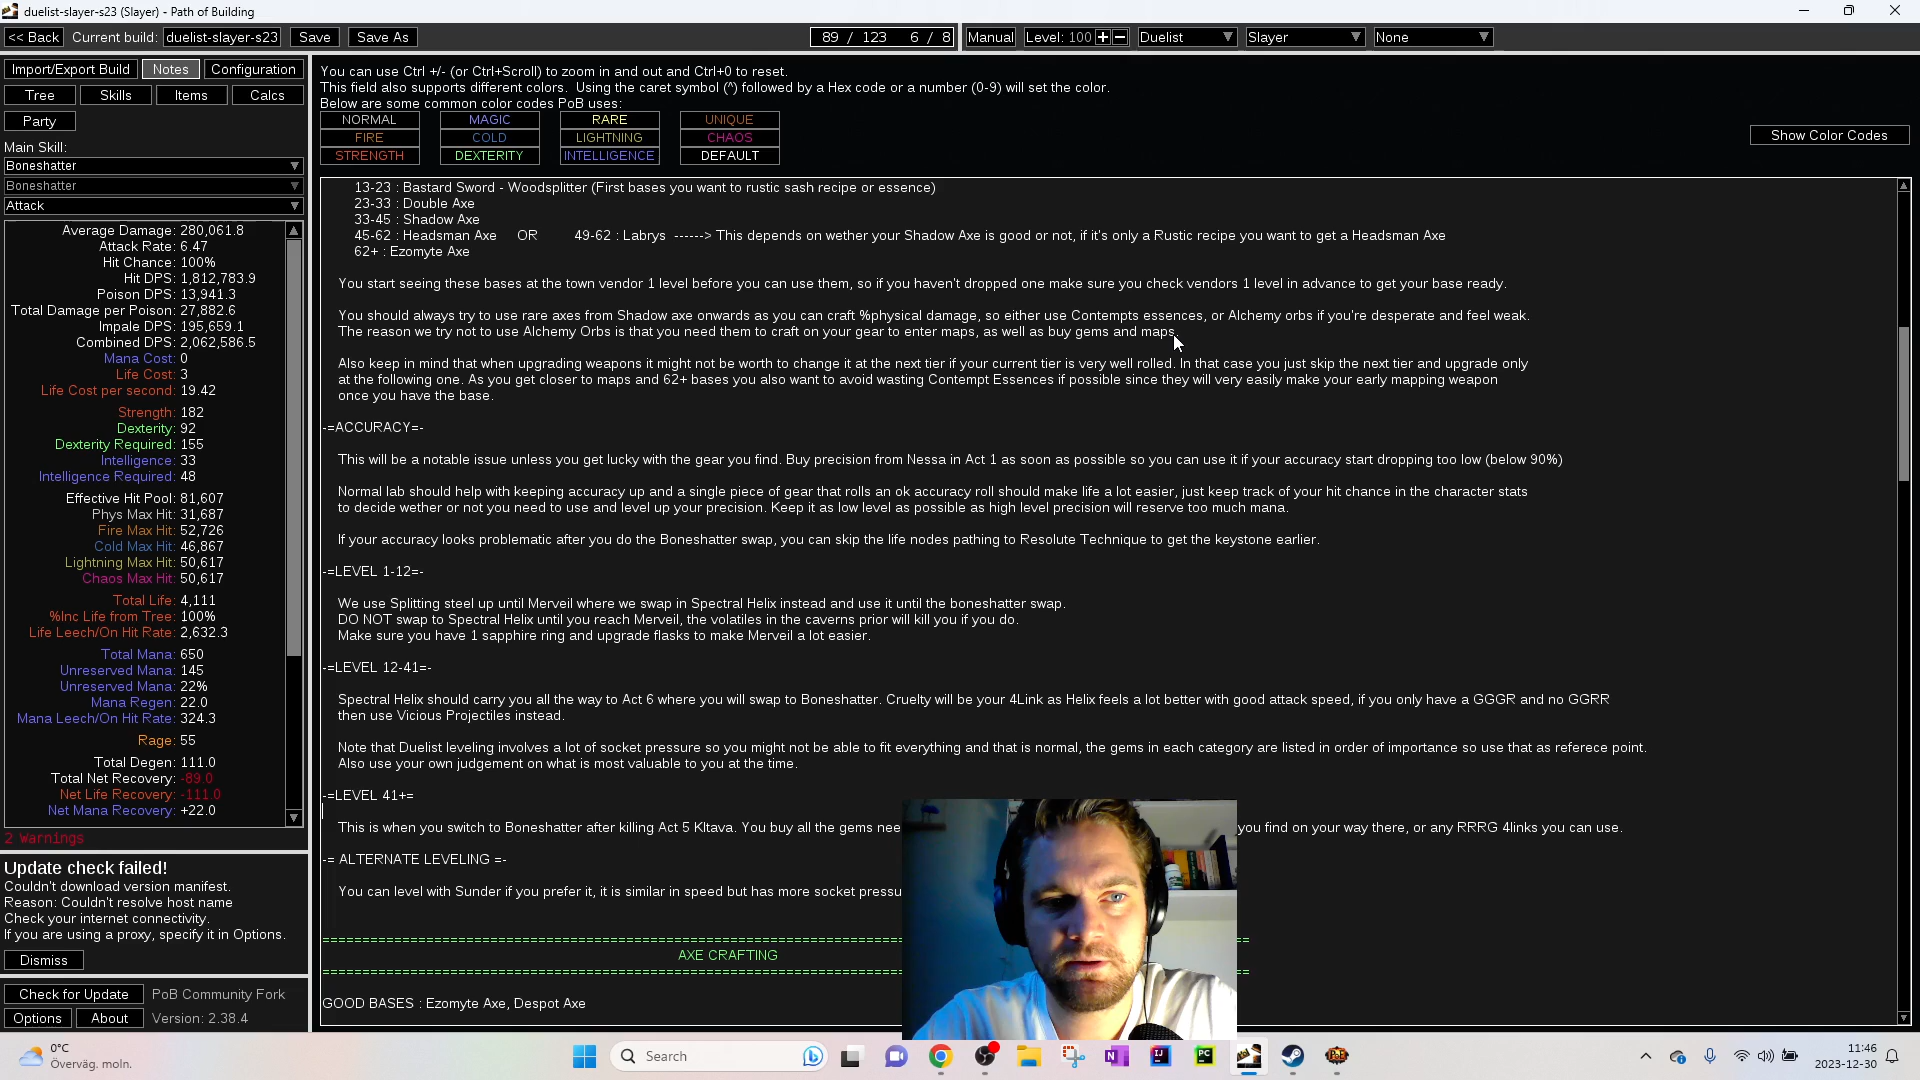 duelist-slayer-s23 (Slayer) - Path of Building
<< Back
Current build: duelist-slayer-s23
Save
Save As
89 / 123 6 / 8
Manual
Level: 100
Duelist
Slayer
None
Import/Export Build
Notes
Configuration
Tree
Skills
Items
Calcs
Party
Main Skill:
Boneshatter
Boneshatter
Attack
Average Damage: 280,061.8
Attack Rate: 6.47
Hit Chance: 100%
Hit DPS: 1,812,783.9
Poison DPS: 13,941.3
Total Damage per Poison: 27,882.6
Impale DPS: 195,659.1
Combined DPS: 2,062,586.5
Mana Cost: 0
Life Cost: 3
Life Cost per second: 19.42
Strength: 182
Dexterity: 92
Dexterity Required: 155
Intelligence: 33
Intelligence Required: 48
Effective Hit Pool: 81,607
Phys Max Hit: 31,687
Fire Max Hit: 52,726
Cold Max Hit: 46,867
Lightning Max Hit: 50,617
Chaos Max Hit: 50,617
Total Life: 4,111
%Inc Life from Tree: 100%
Life Leech/On Hit Rate: 2,632.3
Total Mana: 650
Unreserved Mana: 145
Unreserved Mana: 22%
Mana Regen: 22.0
Mana Leech/On Hit Rate: 324.3
Rage: 55
Total Degen: 111.0
Total Net Recovery: -89.0
Net Life Recovery: -111.0
Net Mana Recovery: +22.0
2 Warnings
Update check failed!
Couldn't download version manifest.
Reason: Couldn't resolve host name
Check your internet connectivity.
If you are using a proxy, specify it in Options.
Dismiss
Check for Update
PoB Community Fork
Options
About
Version: 2.38.4
You can use Ctrl +/- (or Ctrl+Scroll) to zoom in and out and Ctrl+0 to reset.
This field also supports different colors. Using the caret symbol (^) followed by a Hex code or a number (0-9) will set the color.
Below are some common color codes PoB uses:
NORMAL MAGIC RARE UNIQUE
FIRE COLD LIGHTNING CHAOS
STRENGTH DEXTERITY INTELLIGENCE DEFAULT
Show Color Codes
13-23 : Bastard Sword - Woodsplitter (First bases you want to rustic sash recipe or essence)
23-33 : Double Axe
33-45 : Shadow Axe
45-62 : Headsman Axe OR 49-62 : Labrys ------> This depends on wether your Shadow Axe is good or not, if it's only a Rustic recipe you want to get a Headsman Axe
62+ : Ezomyte Axe
You start seeing these bases at the town vendor 1 level before you can use them, so if you haven't dropped one make sure you check vendors 1 level in advance to get your base ready.
You should always try to use rare axes from Shadow axe onwards as you can craft %physical damage, so either use Contempts essences, or Alchemy orbs if you're desperate and feel weak.
The reason we try not to use Alchemy Orbs is that you need them to craft on your gear to enter maps, as well as buy gems and maps.
Also keep in mind that when upgrading weapons it might not be worth to change it at the next tier if your current tier is very well rolled. In that case you just skip the next tier and upgrade only
at the following one. As you get closer to maps and 62+ bases you also want to avoid wasting Contempt Essences if possible since they will very easily make your early mapping weapon
once you have the base.
-=ACCURACY=-
This will be a notable issue unless you get lucky with the gear you find. Buy precision from Nessa in Act 1 as soon as possible so you can use it if your accuracy start dropping too low (below 90%)
Normal lab should help with keeping accuracy up and a single piece of gear that rolls an ok accuracy roll should make life a lot easier, just keep track of your hit chance in the character stats
to decide wether or not you need to use and level up your precision. Keep it as low level as possible as high level precision will reserve too much mana.
If your accuracy looks problematic after you do the Boneshatter swap, you can skip the life nodes pathing to Resolute Technique to get the keystone earlier.
-=LEVEL 1-12=-
We use Splitting steel up until Merveil where we swap in Spectral Helix instead and use it until the boneshatter swap.
DO NOT swap to Spectral Helix until you reach Merveil, the volatiles in the caverns prior will kill you if you do.
Make sure you have 1 sapphire ring and upgrade flasks to make Merveil a lot easier.
-=LEVEL 12-41=-
Spectral Helix should carry you all the way to Act 6 where you will swap to Boneshatter. Cruelty will be your 4Link as Helix feels a lot better with good attack speed, if you only have a GGGR and no GGRR
then use Vicious Projectiles instead.
Note that Duelist leveling involves a lot of socket pressure so you might not be able to fit everything and that is normal, the gems in each category are listed in order of importance so use that as referece point.
Also use your own judgement on what is most valuable to you at the time.
-=LEVEL 41+=
This is when you switch to Boneshatter after killing Act 5 KItava. You buy all the gems nee you find on your way there, or any RRRG 4links you can use.
-= ALTERNATE LEVELING =-
You can level with Sunder if you prefer it, it is similar in speed but has more socket pressu
AXE CRAFTING
GOOD BASES : Ezomyte Axe, Despot Axe
0°C
Överväg. moln.
Search
11:46
2023-12-30